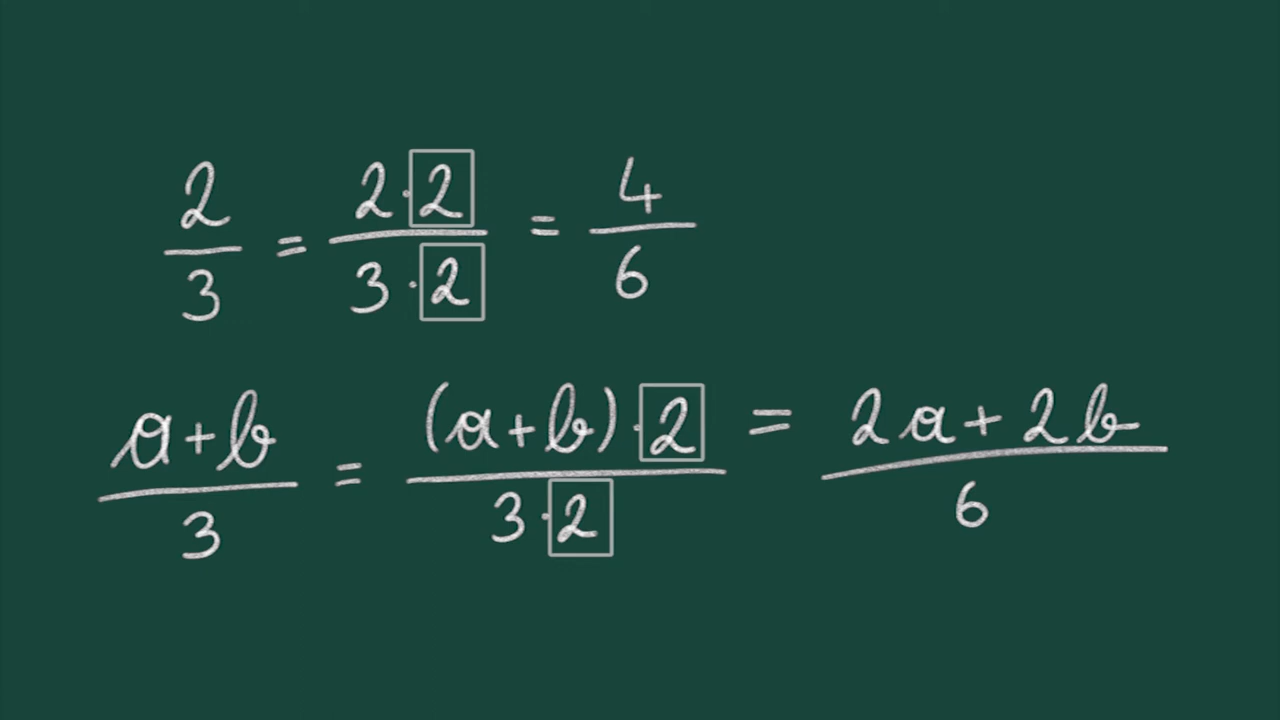 2/3 = 2·2/3·2 = 4/6
a+b/3 = (a+b)·2/3·2 = 2a+2b/6